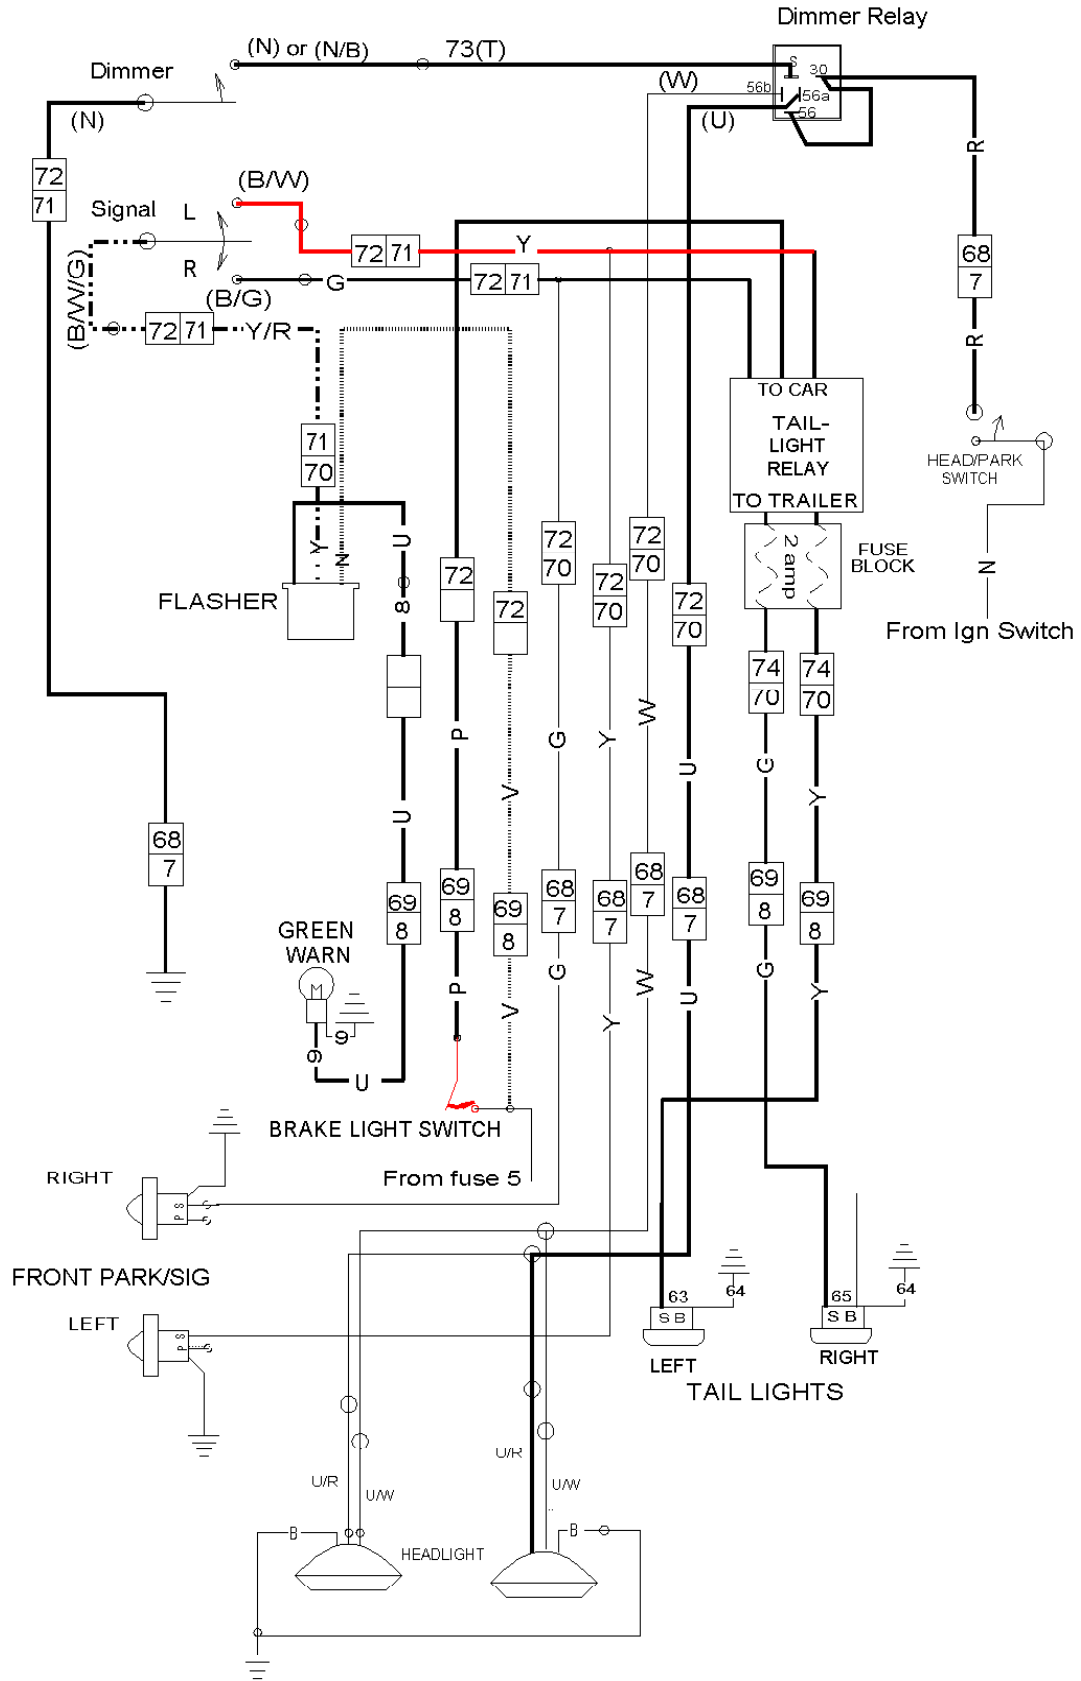 Dimmer Relay
(N) or (N/B)
73(T)
S
30
Dimmer
(W)
56b
56a
56
(N)
(U)
R
72
71
(B/W)
Signal
L
72 71
Y
68
7
R
(B/G)
G
72 71
(B/W/G)
72 71
Y/R
R
TO CAR
TAIL-
LIGHT
RELAY
TO TRAILER
71
70
HEAD/PARK
SWITCH
U
Y
N
72
70
72
70
72
70
2 amp
FUSE
BLOCK
N
FLASHER
8
72
72
72
70
From Ign Switch
74
70
74
70
P
G
Y
W
U
G
Y
V
U
68
7
69
8
69
8
69
8
68
7
68
7
68
7
68
7
69
8
69
8
GREEN
WARN
M
9
9
U
P
V
G
Y
W
U
G
Y
BRAKE LIGHT SWITCH
From fuse 5
RIGHT
P S
FRONT PARK/SIG
LEFT
P S
63
64
S B
LEFT
65
64
S B
RIGHT
TAIL LIGHTS
U/R
U/W
U/R
U/W
B
HEADLIGHT
B